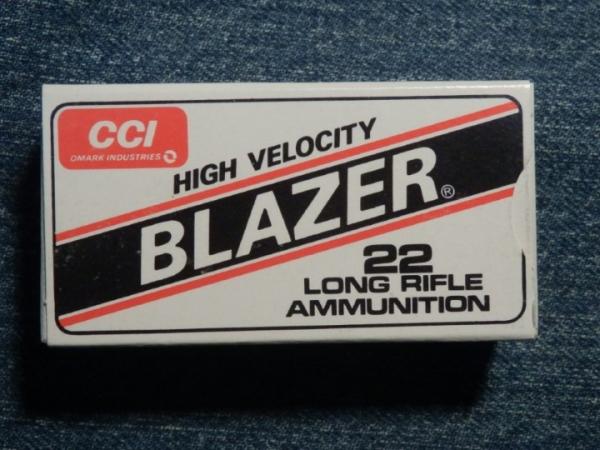 CCI
OMARK INDUSTRIES
HIGH VELOCITY
BLAZER®
22
LONG RIFLE
AMMUNITION